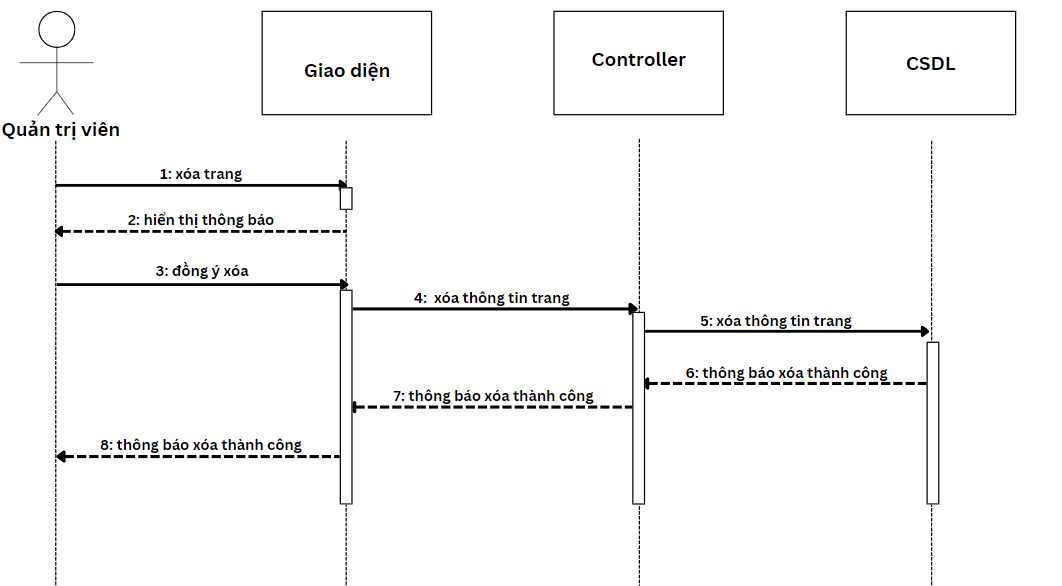 Giao diện
Controller
CSDL
Quản trị viên
1: xóa trang
2: hiển thị thông báo
3: đồng ý xóa
4: xóa thông tin trang
5: xóa thông tin trang
6: thông báo xóa thành công
7: thông báo xóa thành công
8: thông báo xóa thành công